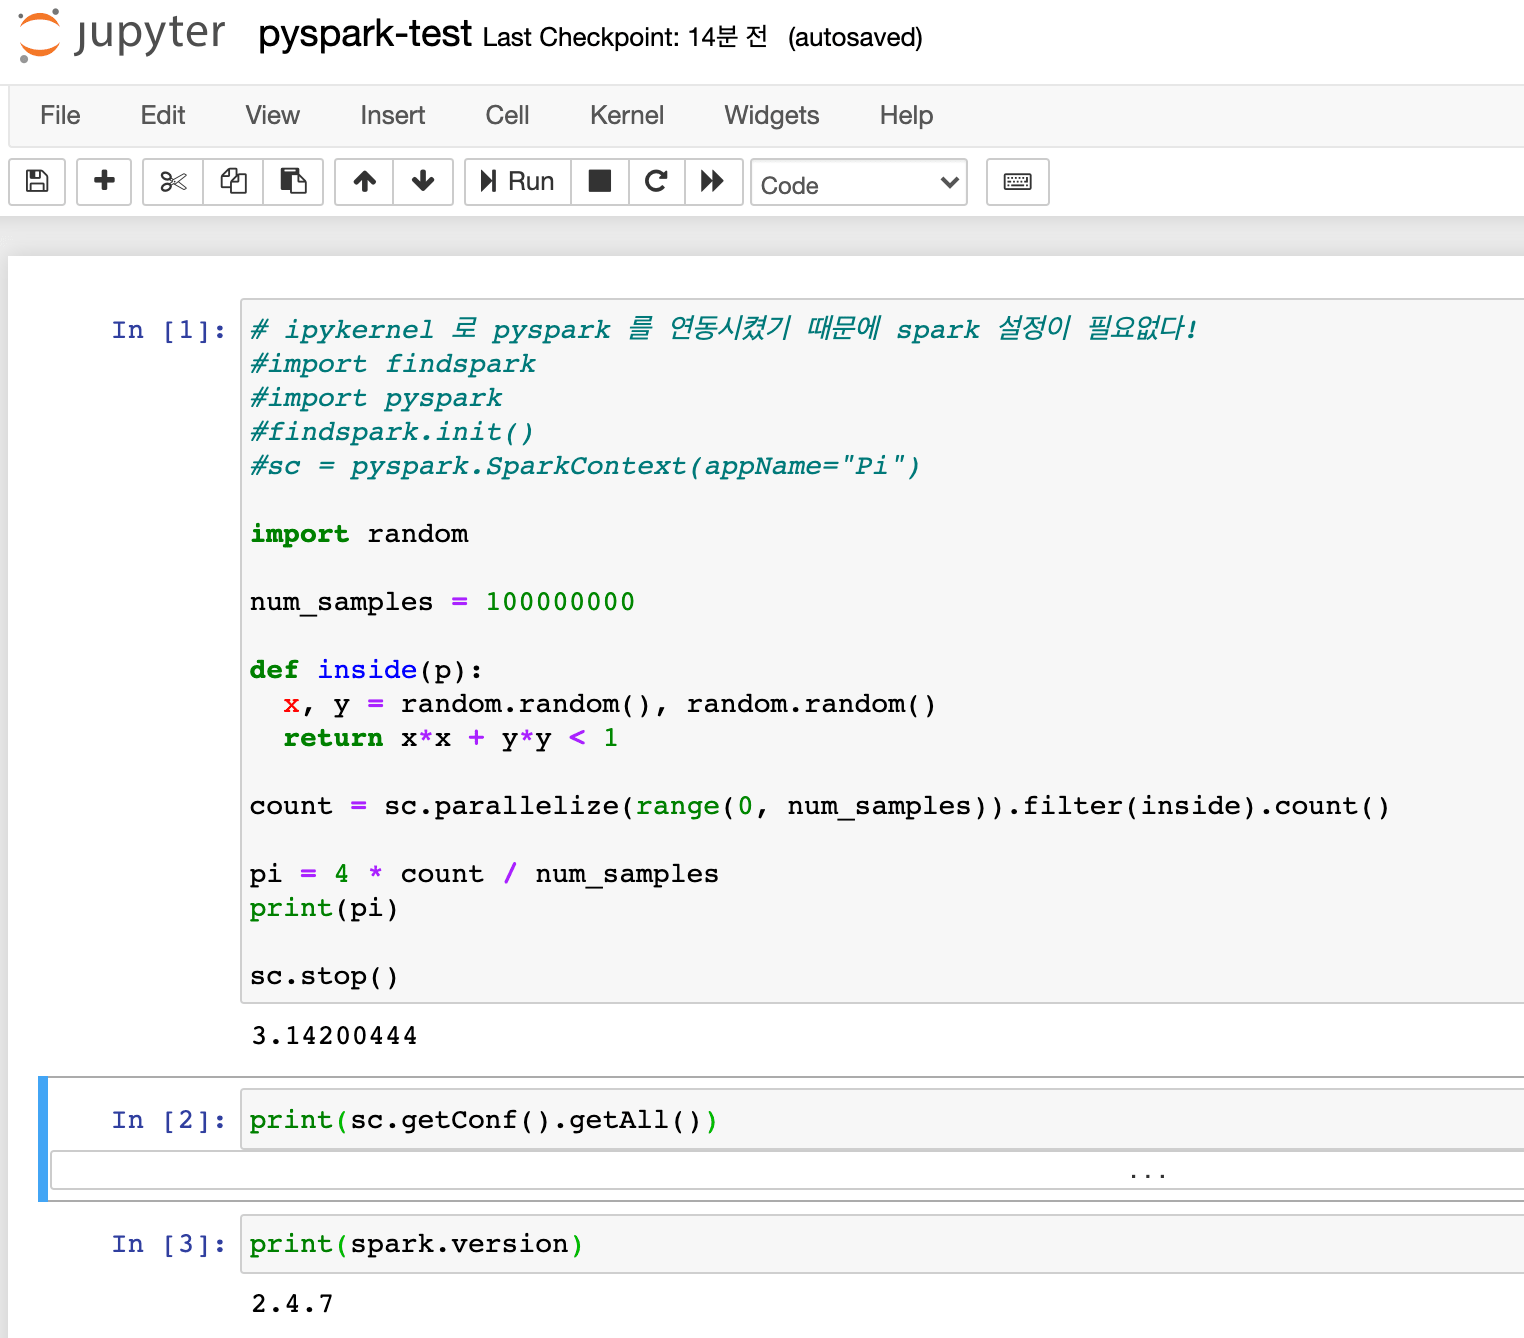 jupyter pyspark-test Last Checkpoint: 14분 전 (autosaved)
File Edit View Insert Cell Kernel Widgets Help
Run Code
In [1]: # ipykernel 로 pyspark 를 연동시켰기 때문에 spark 설정이 필요없다!
#import findspark
#import pyspark
#findspark.init()
#sc = pyspark.SparkContext(appName="Pi")
import random
num_samples = 100000000
def inside(p):
  x, y = random.random(), random.random()
  return x*x + y*y < 1
count = sc.parallelize(range(0, num_samples)).filter(inside).count()
pi = 4 * count / num_samples
print(pi)
sc.stop()
3.14200444
In [2]: print(sc.getConf().getAll())
...
In [3]: print(spark.version)
2.4.7